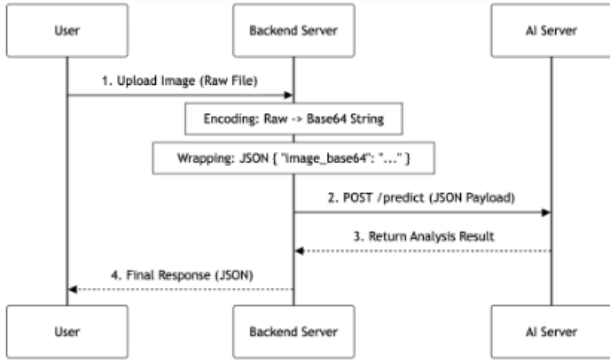 User
Backend Server
AI Server
1. Upload Image (Raw File)
Encoding: Raw -> Base64 String
Wrapping: JSON { "image_base64": "..." }
2. POST /predict (JSON Payload)
3. Return Analysis Result
4. Final Response (JSON)
User
Backend Server
AI Server